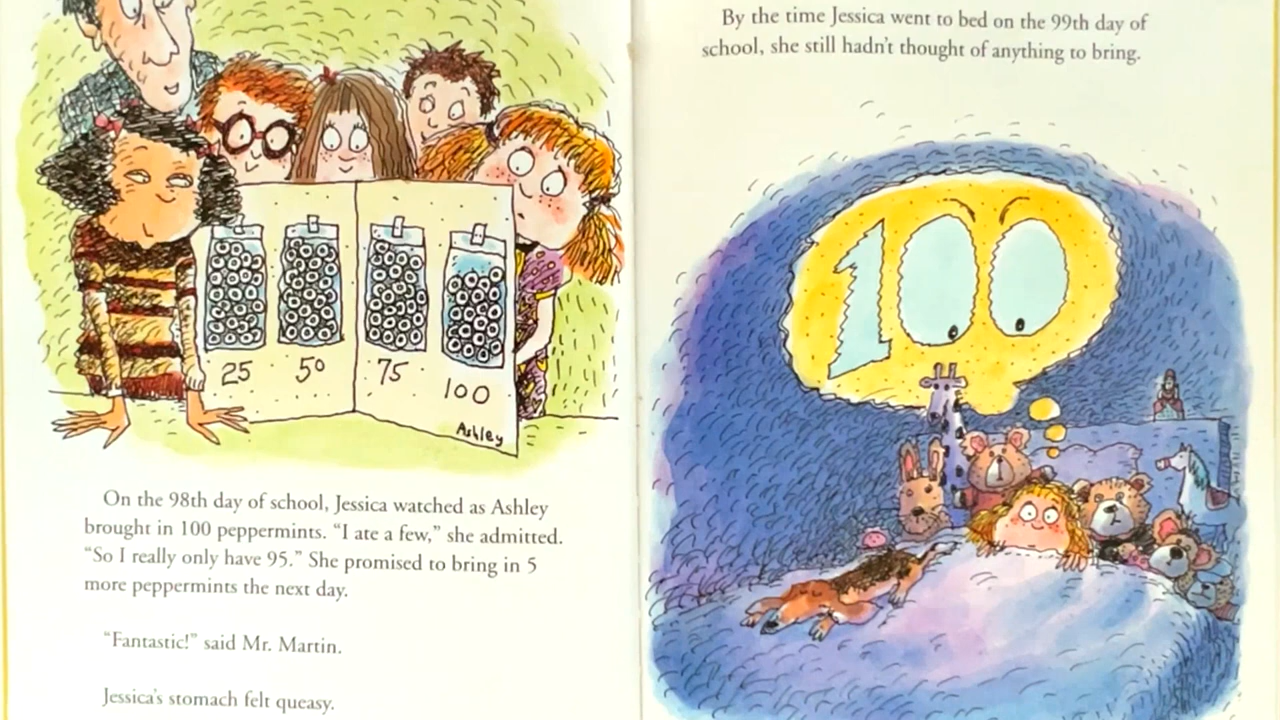 25
50
75
100
Ashley
On the 98th day of school, Jessica watched as Ashley
brought in 100 peppermints. “I ate a few,” she admitted.
“So I really only have 95.” She promised to bring in 5
more peppermints the next day.
“Fantastic!” said Mr. Martin.
Jessica’s stomach felt queasy.
By the time Jessica went to bed on the 99th day of
school, she still hadn’t thought of anything to bring.
100